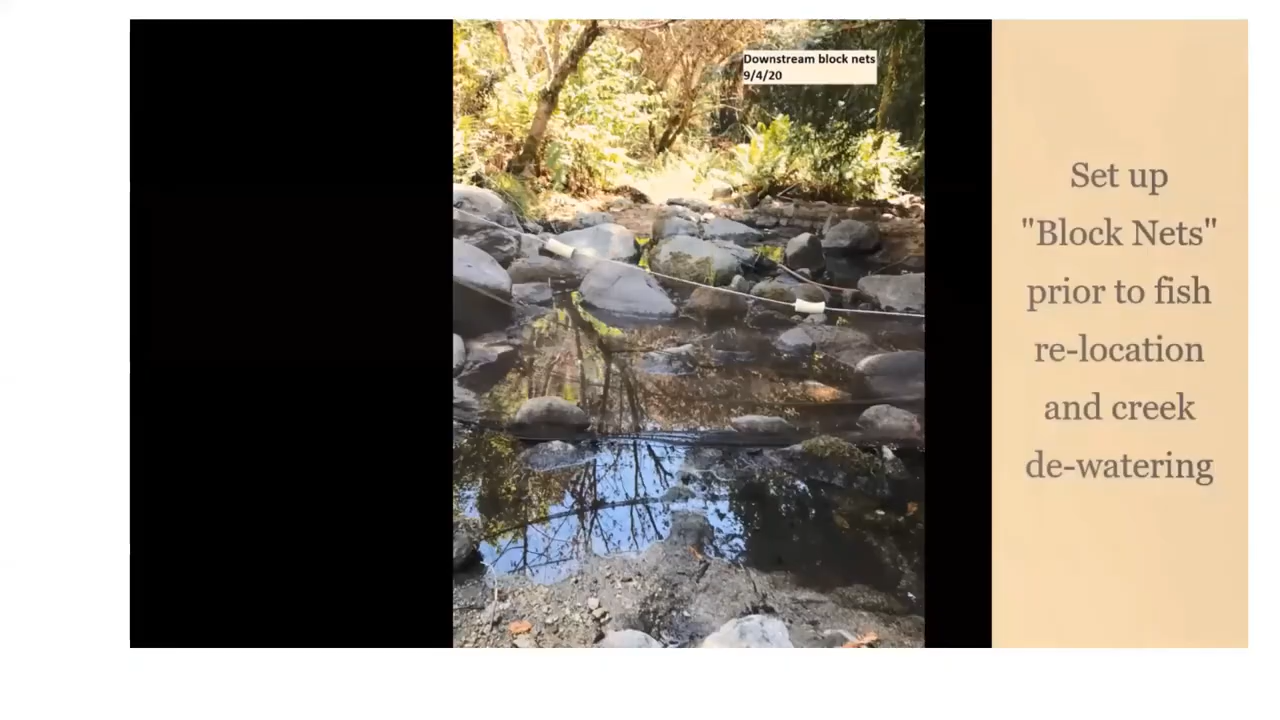 Downstream block nets
9/4/20
Set up
"Block Nets"
prior to fish
re-location
and creek
de-watering